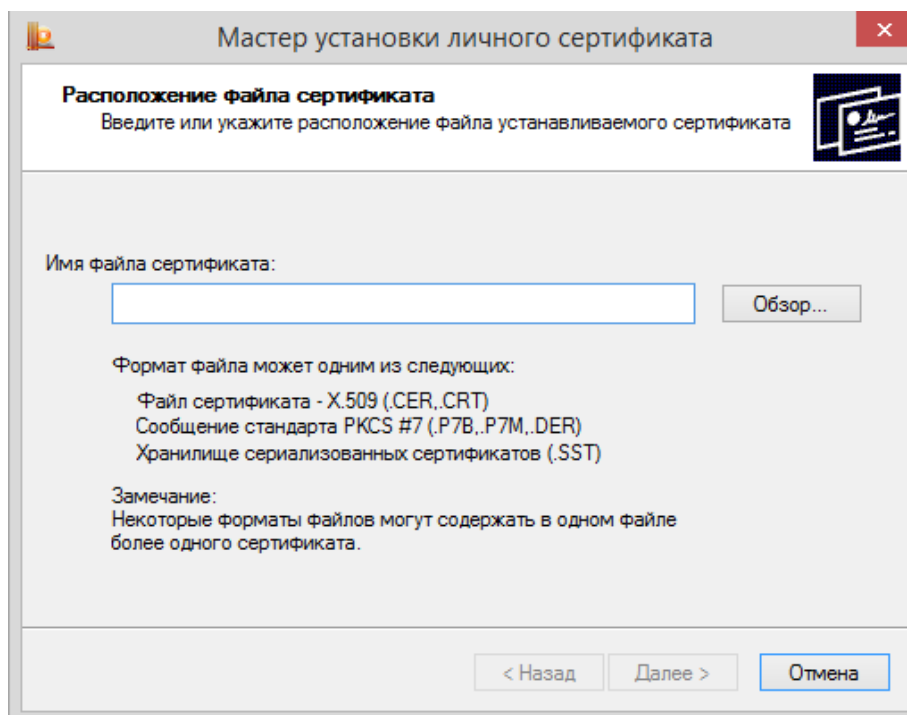 Мастер установки личного сертификата
Расположение файла сертификата
Введите или укажите расположение файла устанавливаемого сертификата
Имя файла сертификата:
Обзор...
Формат файла может одним из следующих:
Файл сертификата - X.509 (.CER,.CRT)
Сообщение стандарта PKCS #7 (.P7B,.P7M,.DER)
Хранилище сериализованных сертификатов (.SST)
Замечание:
Некоторые форматы файлов могут содержать в одном файле
более одного сертификата.
< Назад
Далее >
Отмена